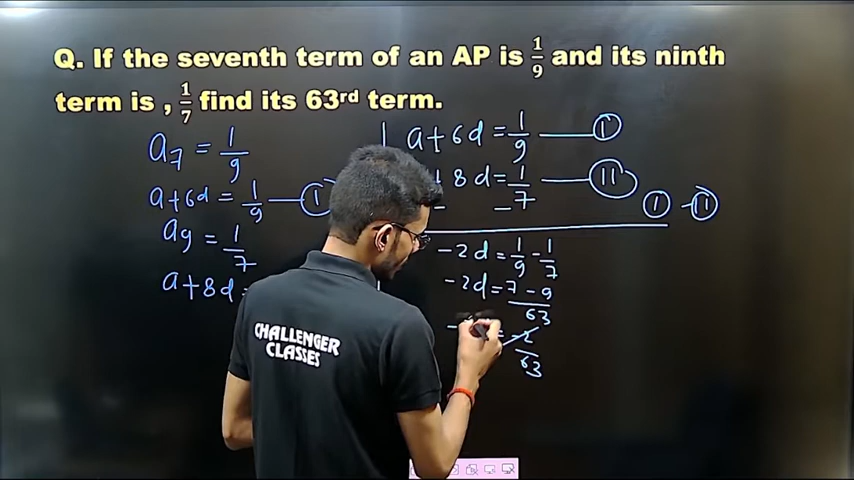 Q. If the seventh term of an AP is 1/9 and its ninth
term is , 1/7 find its 63rd term.
a7 = 1/9
a+6d = 1/9 — I
a9 = 1/7
a+8d =
a+6d = 1/9 — I
+ 8d = 1/7 — II
- -
I - II
-2d = 1/9 - 1/7
-2d = 7-9/63
= -2/63
CHALLENGER
CLASSES